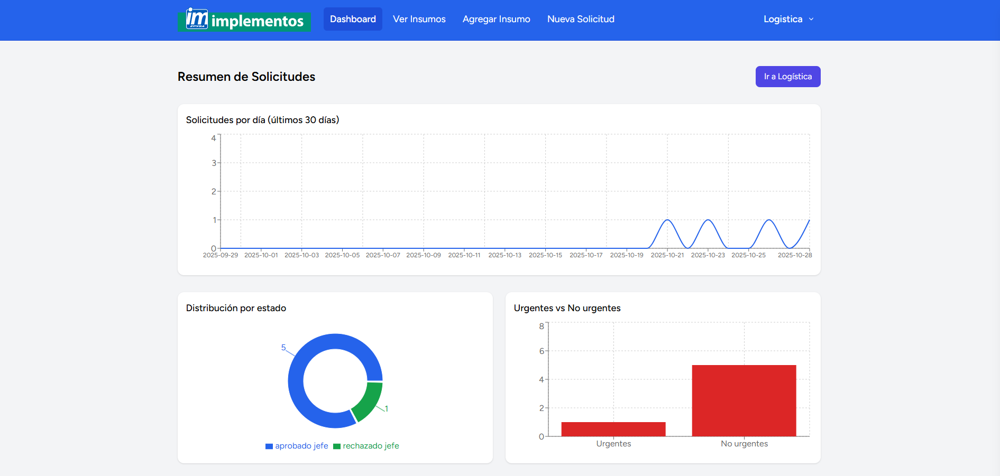 im
EPYSA
implementos
Dashboard
Ver Insumos
Agregar Insumo
Nueva Solicitud
Logistica
Resumen de Solicitudes
Ir a Logística
Solicitudes por día (últimos 30 días)
4
3
2
1
0
2025-09-29 2025-10-01 2025-10-03 2025-10-05 2025-10-07 2025-10-09 2025-10-11 2025-10-13 2025-10-15 2025-10-17 2025-10-19 2025-10-21 2025-10-23 2025-10-25 2025-10-28
Distribución por estado
5
1
aprobado jefe rechazado jefe
Urgentes vs No urgentes
8
6
4
2
0
Urgentes No urgentes